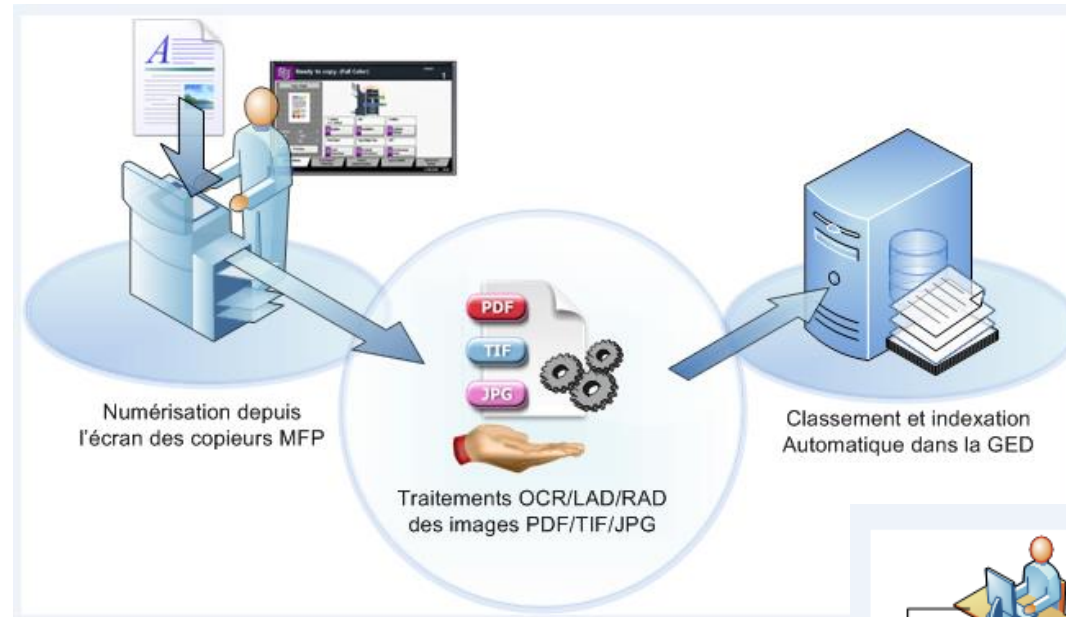 A
Ready to copy. (Full Color)
1
Numérisation depuis
l'écran des copieurs MFP
PDF
TIF
JPG
Traitements OCR/LAD/RAD
des images PDF/TIF/JPG
Classement et indexation
Automatique dans la GED